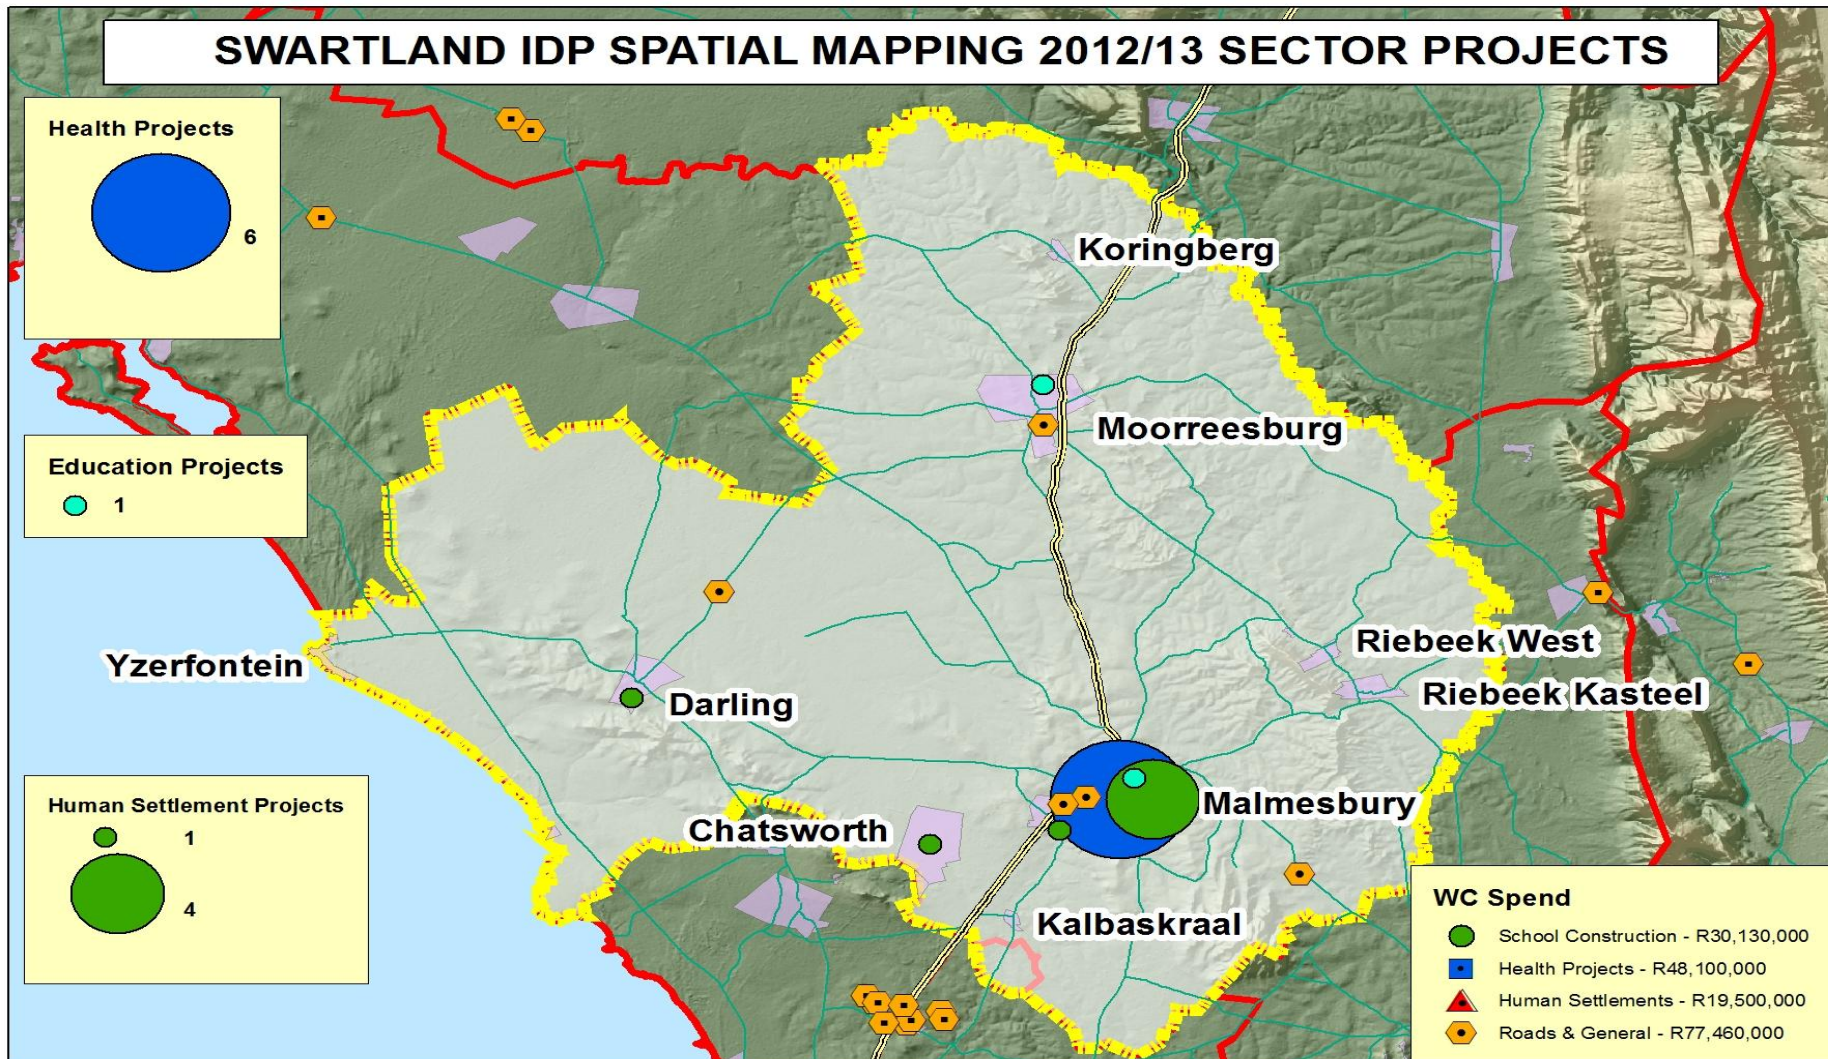 SWARTLAND IDP SPATIAL MAPPING 2012/13 SECTOR PROJECTS
Health Projects
6
Education Projects
1
Human Settlement Projects
1
4
Koringberg
Moorreesburg
Yzerfontein
Darling
Riebeek West
Riebeek Kasteel
Malmesbury
Chatsworth
Kalbaskraal
WC Spend
School Construction - R30,130,000
Health Projects - R48,100,000
Human Settlements - R19,500,000
Roads & General - R77,460,000